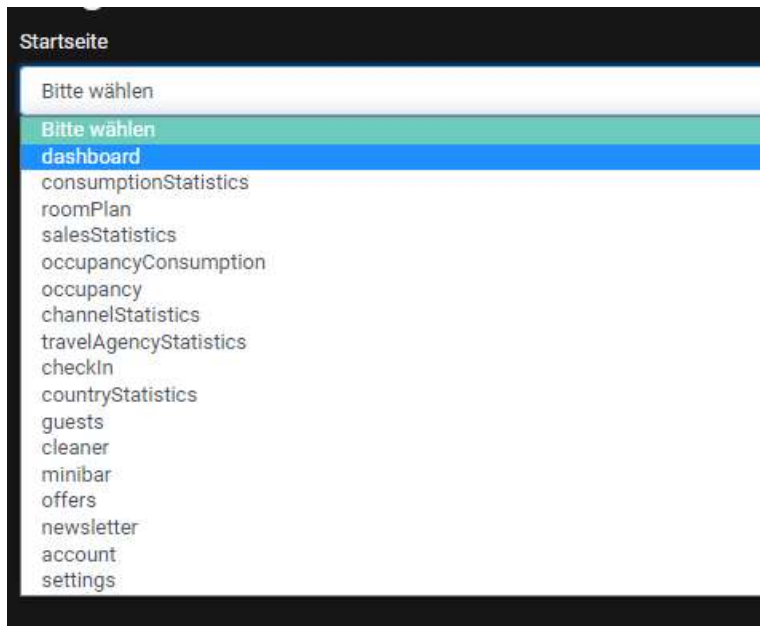 Startseite
Bitte wählen
Bitte wählen
dashboard
consumptionStatistics
roomPlan
salesStatistics
occupancyConsumption
occupancy
channelStatistics
travelAgencyStatistics
checkIn
countryStatistics
guests
cleaner
minibar
offers
newsletter
account
settings